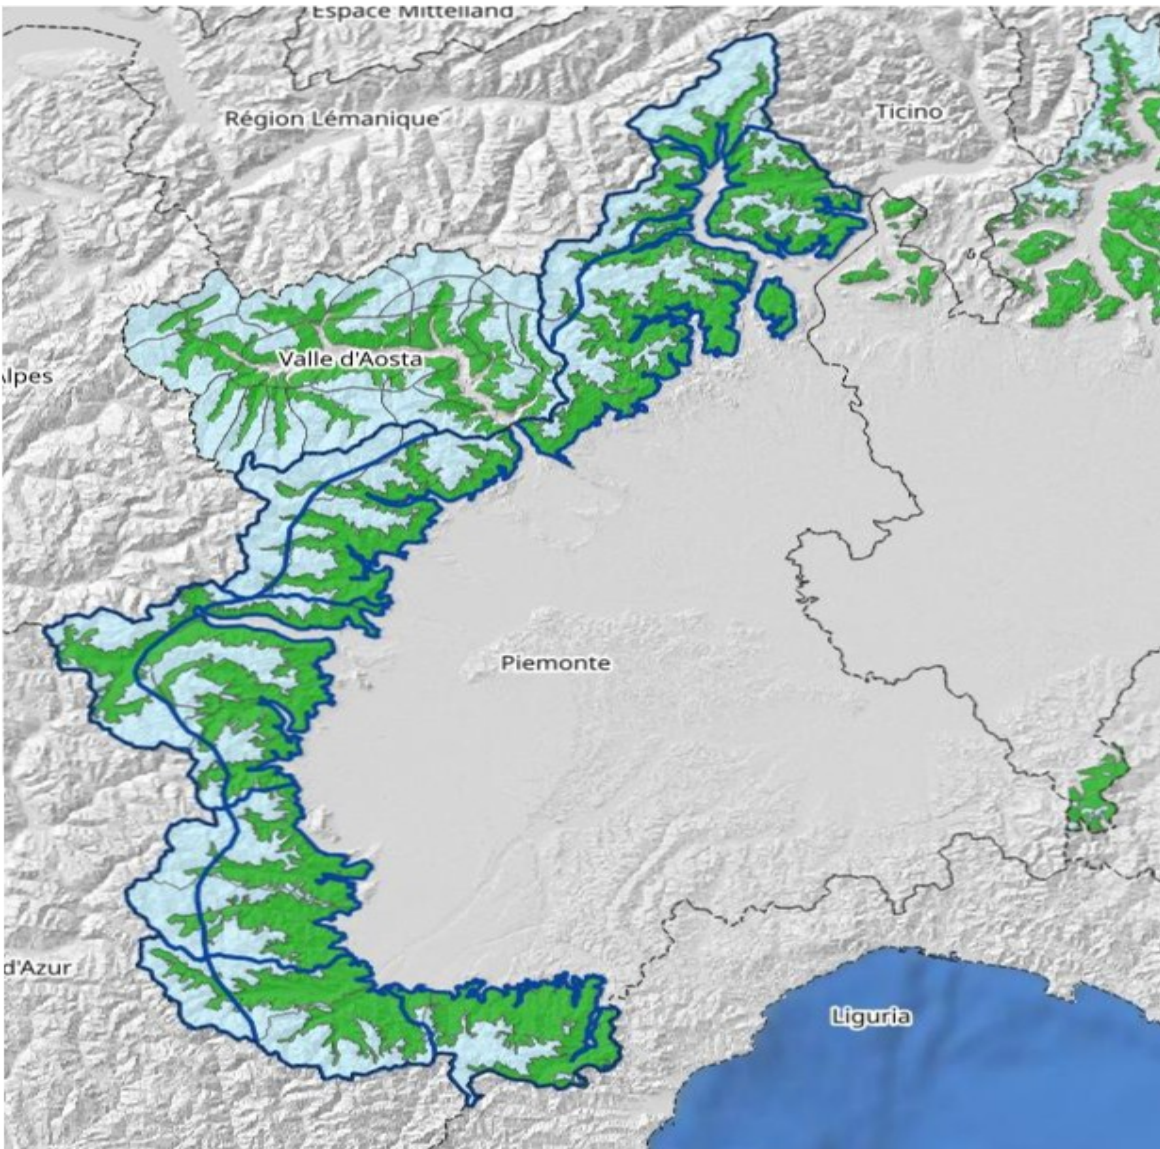 Espace Mittelland
Région Lémanique
Ticino
Valle d'Aosta
Alpes
Piemonte
d'Azur
Liguria